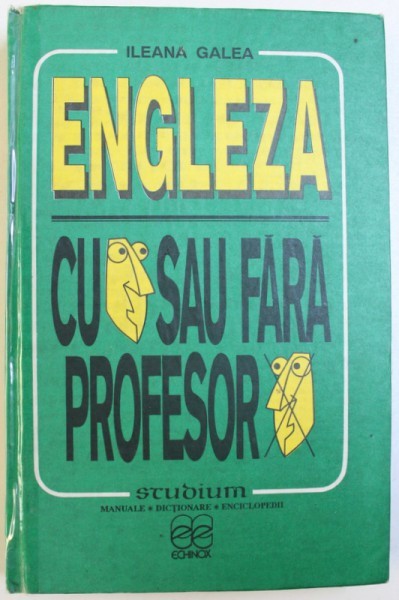 ILEANA GALEA
ENGLEZA
CU SAU FĂRĂ
PROFESOR
studium
MANUALE * DICȚIONARE * ENCICLOPEDII
ECHINOX